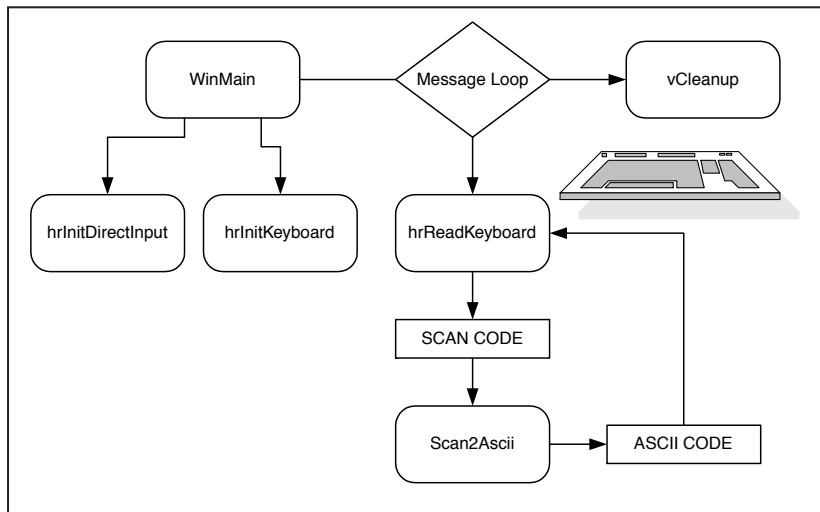 WinMain
Message Loop
vCleanup
hrInitDirectInput
hrInitKeyboard
hrReadKeyboard
SCAN CODE
Scan2Ascii
ASCII CODE